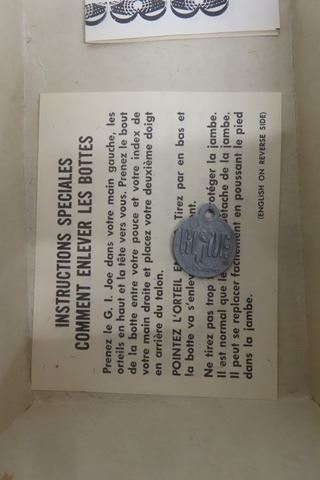 INSTRUCTIONS SPECIALES
COMMENT ENLEVER LES BOTTES
Prenez le G. I. Joe dans votre main gauche, les
orteils en haut et la tête vers vous. Prenez le bout
de la botte entre votre pouce et votre index de
votre main droite et placez votre deuxième doigt
en arrière du talon.
POINTEZ L'ORTEIL Tirez par en bas et
la botte va s'enlev
Ne tirez pas trop protéger la jambe.
Il est normal que le détache de la jambe.
Il peut se replacer facilement en poussant le pied
dans la jambe.
(ENGLISH ON REVERSE SIDE)
GI JOE